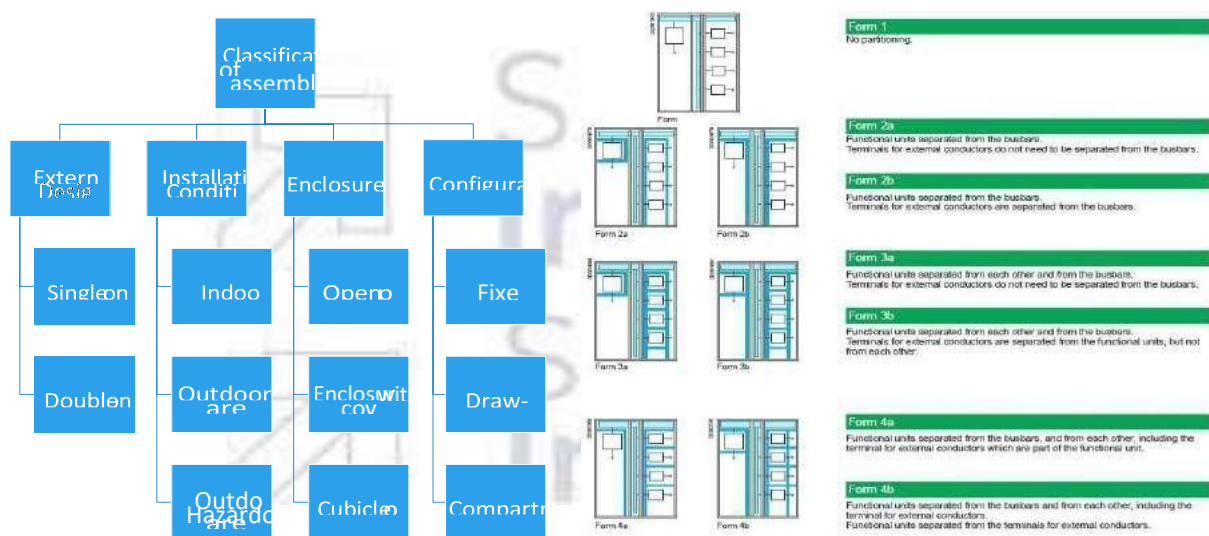 Classificat
of
assembl
Extern
Desig
Installati
Conditi
Enclosure
Configura
Indoo
Fixe
Outdoor
are
Enclosur wit
cov
Draw-
Outdo
Hazardo
are
Compartr
Form
Form 2a
Form 2b
Form 3a
Form 3b
Form 4a
Form 4b
Form 1
No partitioning.
Form 2a
Functional units separated from the busbars.
Terminals for external conductors do not need to be separated from the busbars.
Form 2b
Functional units separated from the busbars.
Terminals for external conductors are separated from the busbars.
Form 3a
Functional units separated from each other and from the busbars.
Terminals for external conductors do not need to be separated from the busbars.
Form 3b
Functional units separated from each other and from the busbars.
Terminals for external conductors are separated from the functional units, but not
from each other.
Form 4a
Functional units separated from the busbars, and from each other, including the
terminal for external conductors which are part of the functional unit.
Form 4b
Functional units separated from the busbars and from each other, including the
terminal for external conductors.
Functional units separated from the terminals for external conductors.